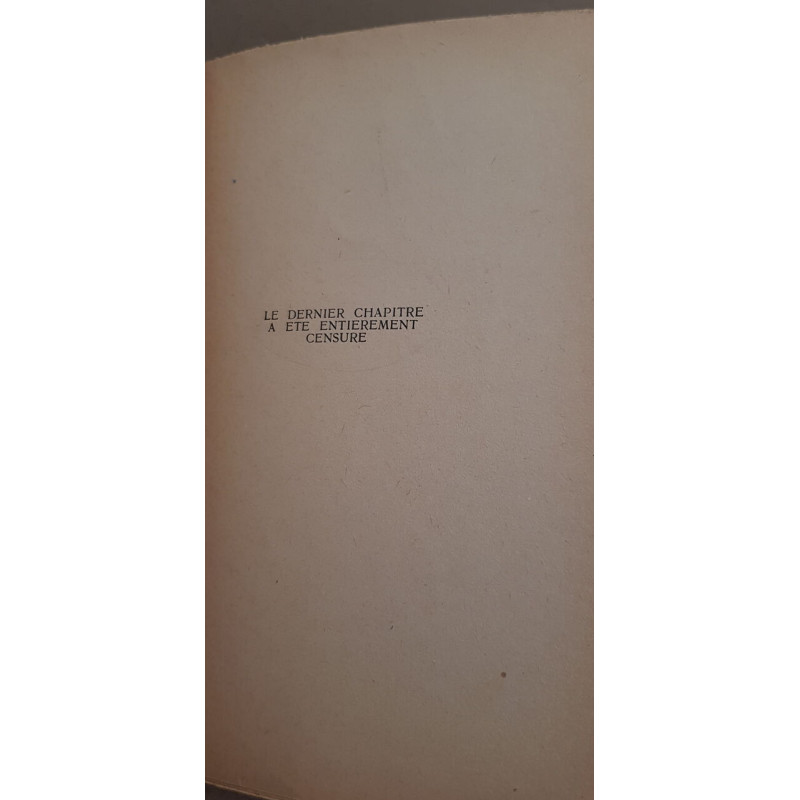 LE DERNIER CHAPITRE
A ETE ENTIEREMENT
CENSURE